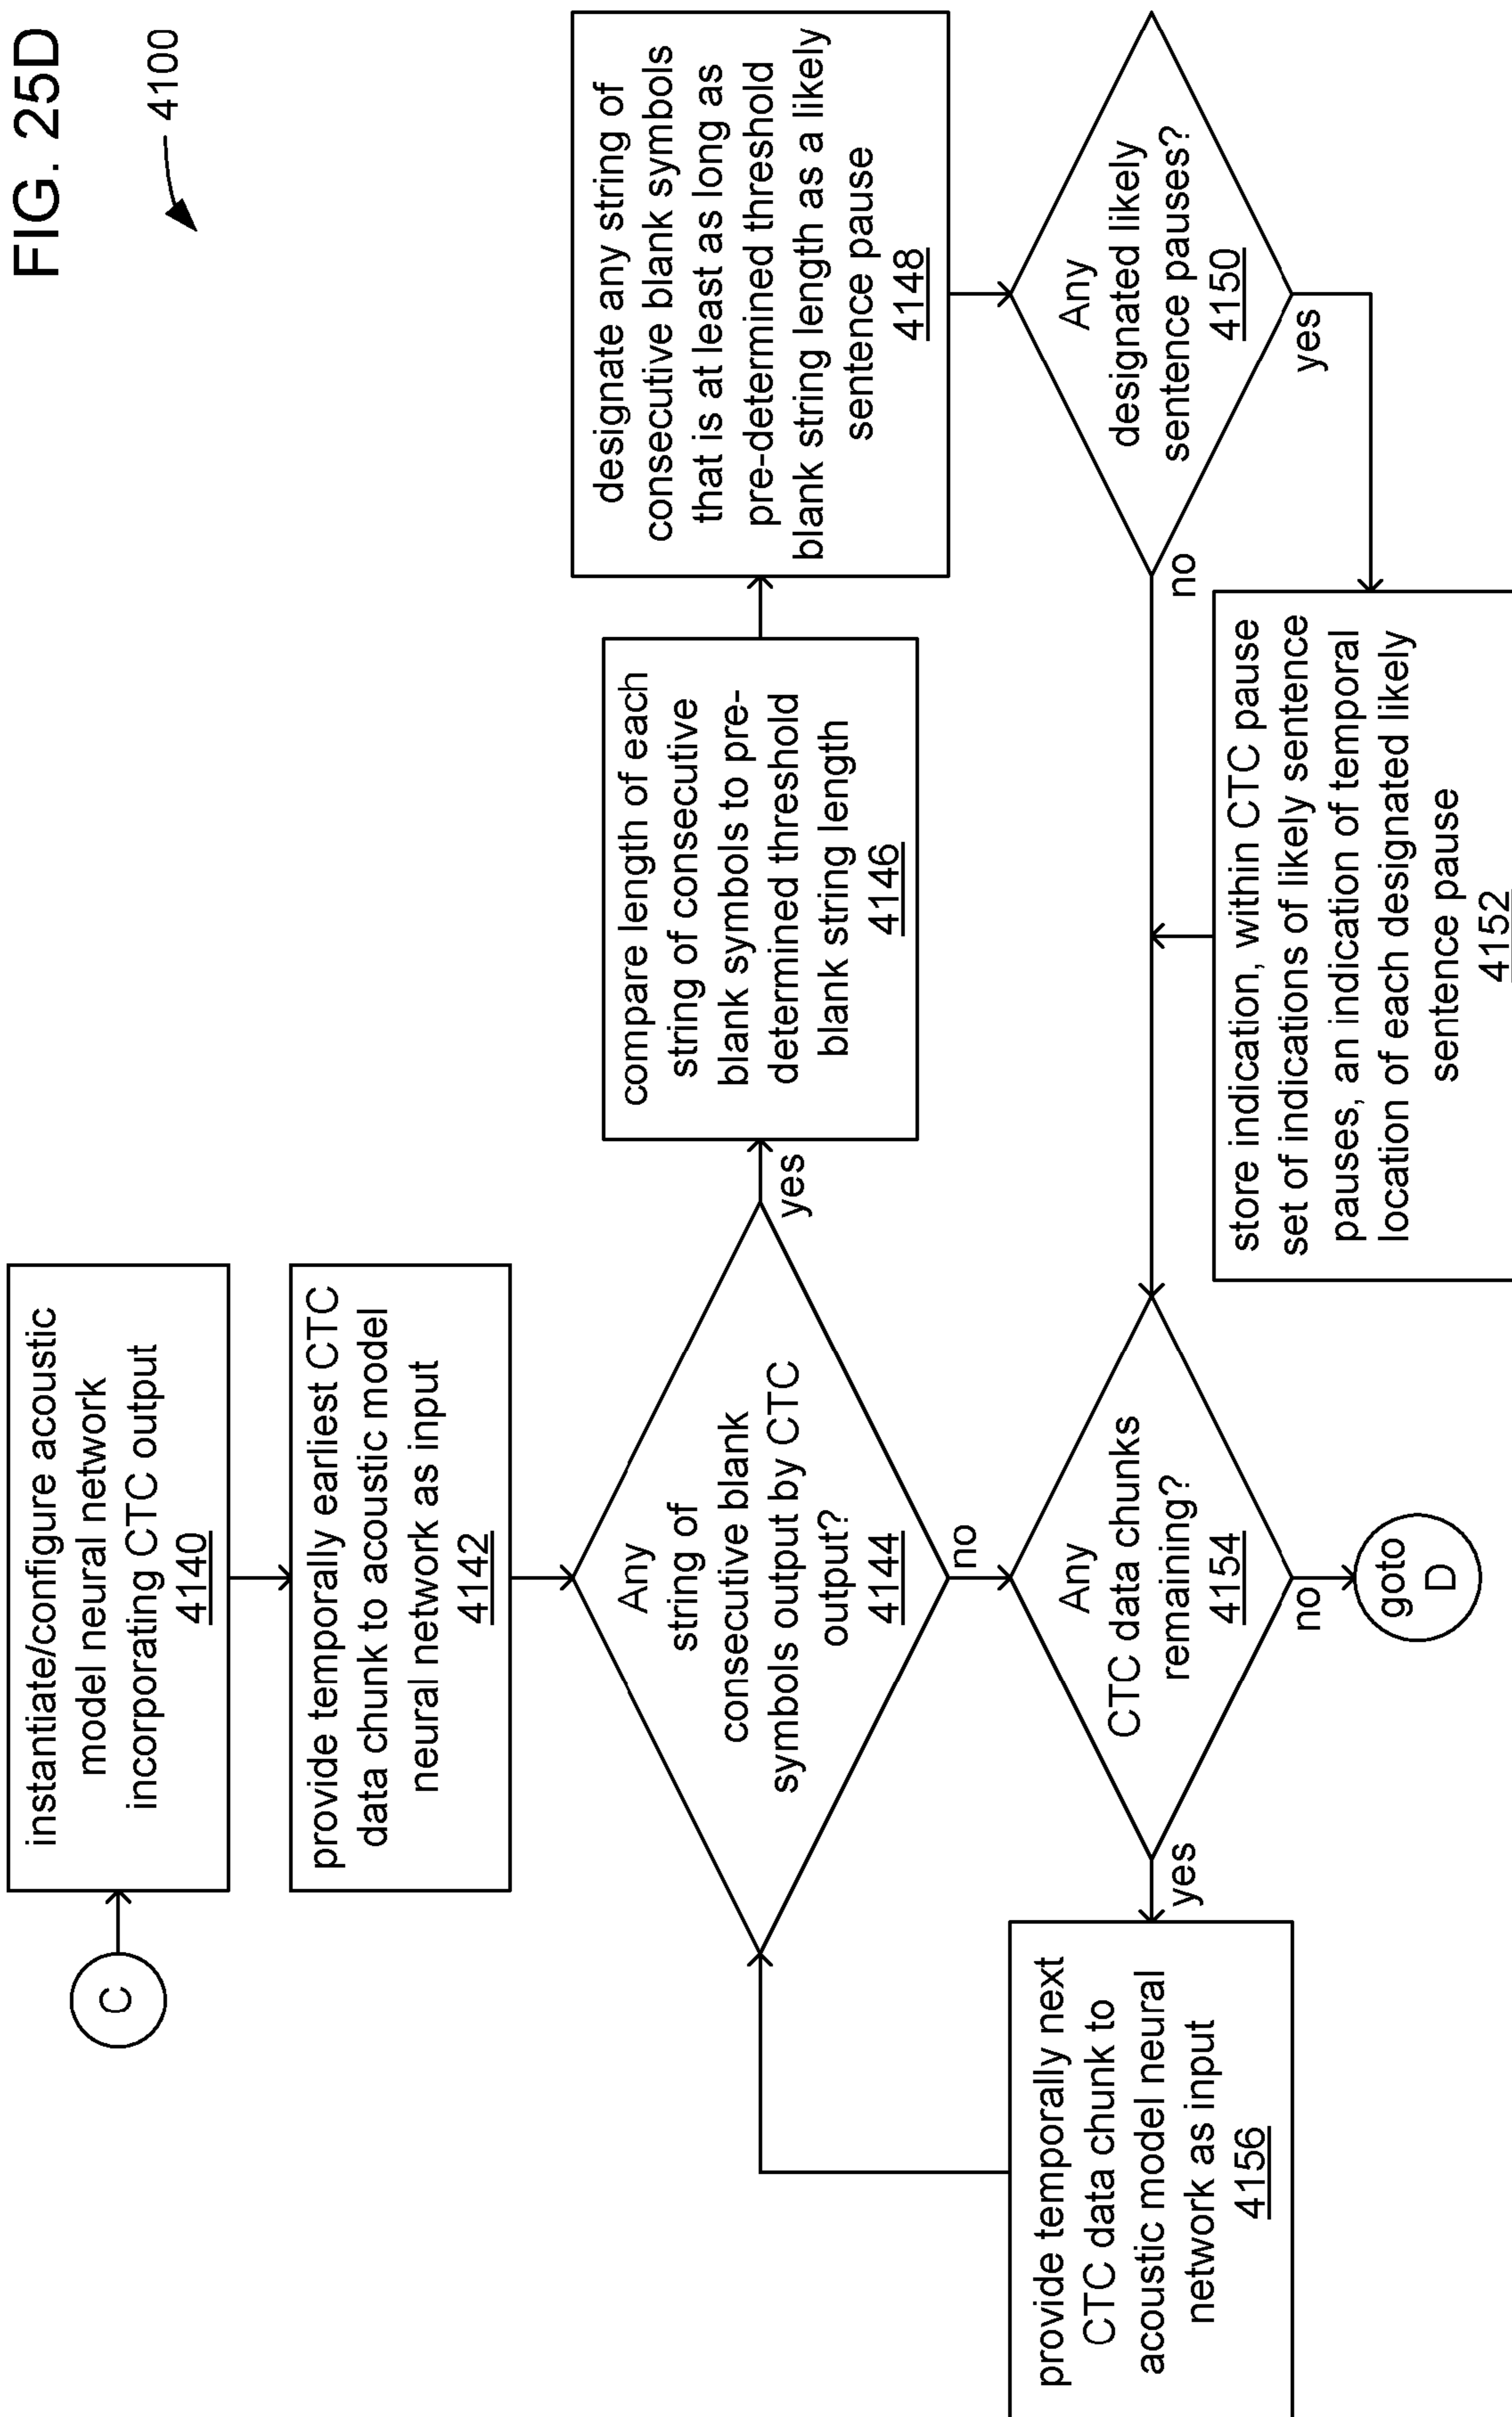 FIG. 25D
4100
C
instantiate/configure acoustic
model neural network
incorporating CTC output
4140
provide temporally earliest CTC
data chunk to acoustic model
neural network as input
4142
Any
string of
consecutive blank
symbols output by CTC
output?
4144
yes
no
compare length of each
string of consecutive
blank symbols to pre-
determined threshold
blank string length
4146
designate any string of
consecutive blank symbols
that is at least as long as
pre-determined threshold
blank string length as a likely
sentence pause
4148
Any
designated likely
sentence pauses?
4150
no
yes
store indication, within CTC pause
set of indications of likely sentence
pauses, an indication of temporal
location of each designated likely
sentence pause
4152
Any
CTC data chunks
remaining?
4154
yes
no
provide temporally next
CTC data chunk to
acoustic model neural
network as input
4156
goto
D